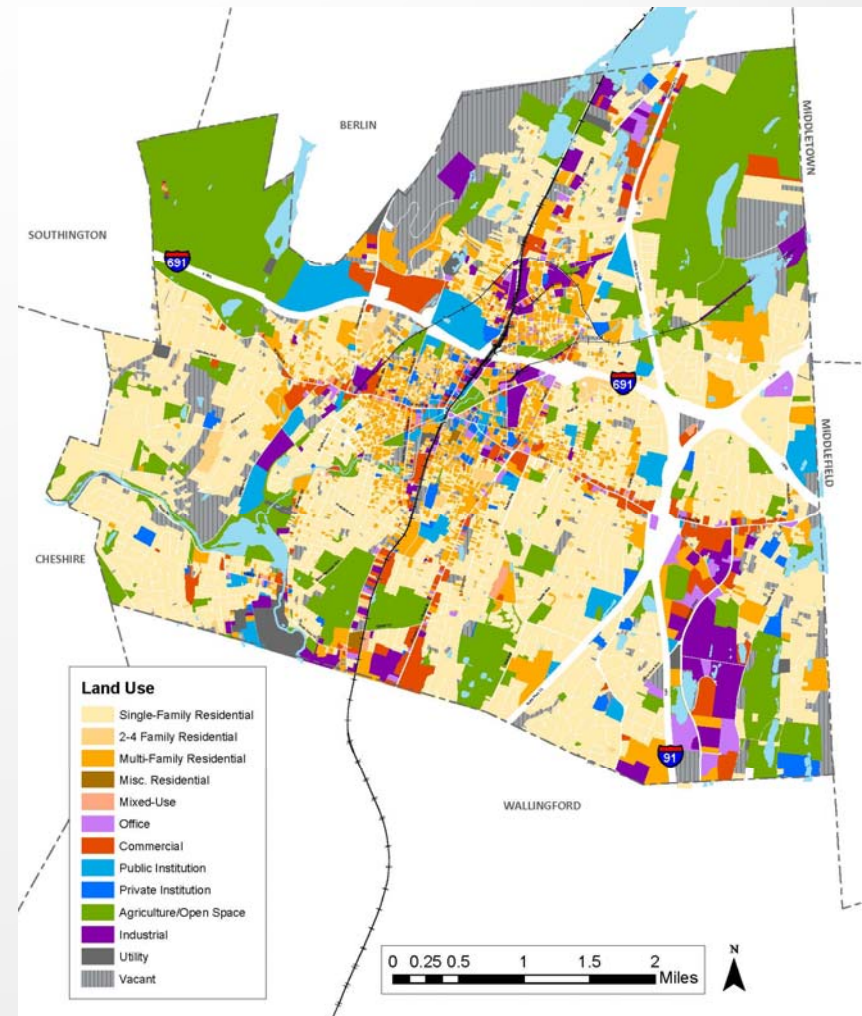 BERLIN
MIDDLETOWN
SOUTHINGTON
691
691
MIDDLEFIELD
CHESHIRE
Land Use
Single-Family Residential
2-4 Family Residential
Multi-Family Residential
Misc. Residential
Mixed-Use
Office
Commercial
Public Institution
Private Institution
Agriculture/Open Space
Industrial
Utility
Vacant
91
WALLINGFORD
0 0.25 0.5 1 1.5 2
Miles
N